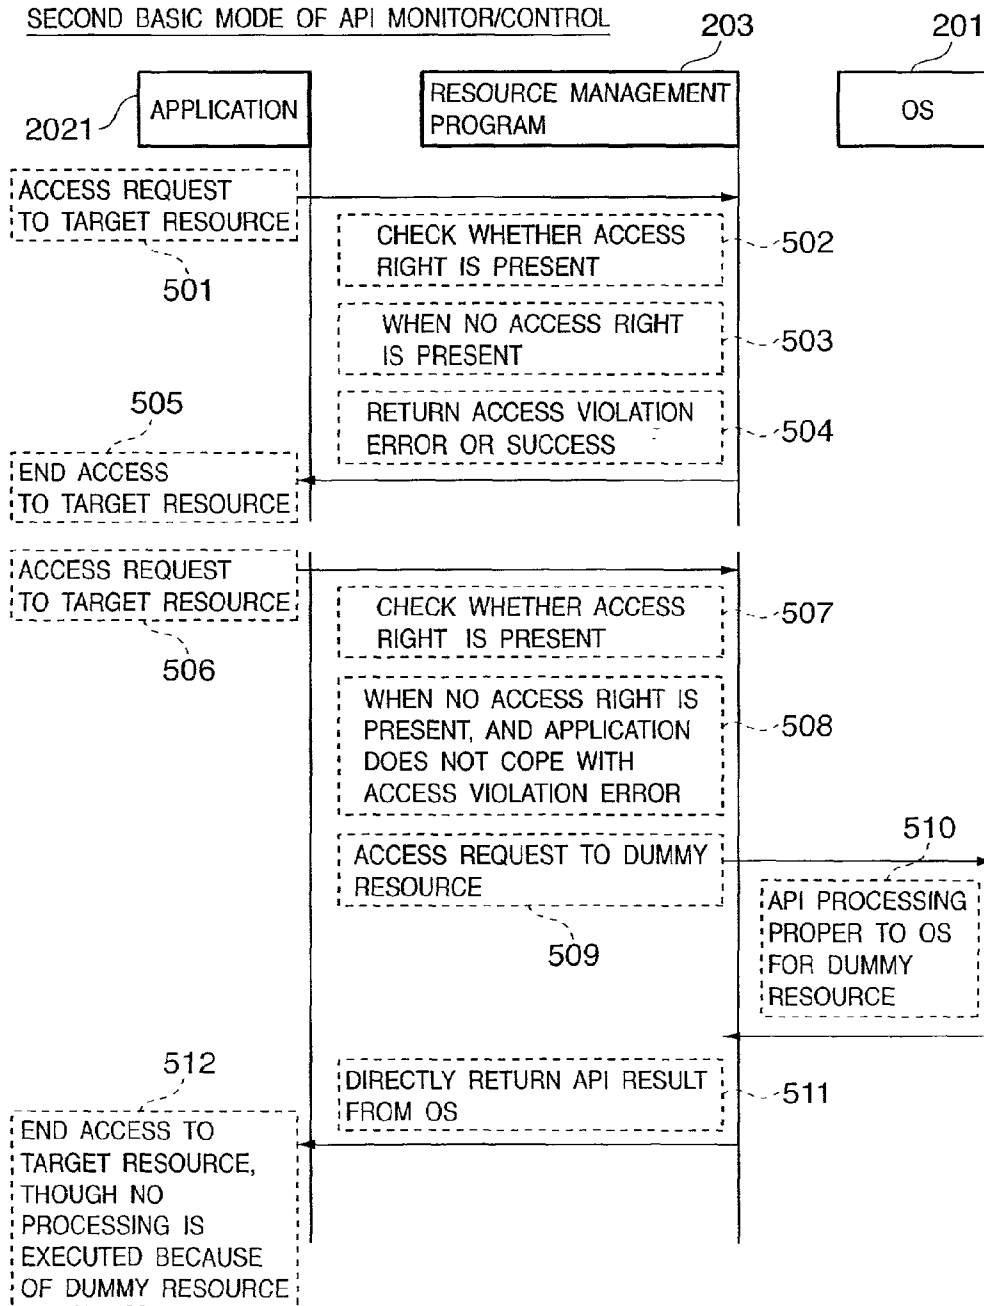 SECOND BASIC MODE OF API MONITOR/CONTROL
203
201
2021
APPLICATION
RESOURCE MANAGEMENT
PROGRAM
OS
ACCESS REQUEST
TO TARGET RESOURCE
501
CHECK WHETHER ACCESS
RIGHT IS PRESENT
502
WHEN NO ACCESS RIGHT
IS PRESENT
503
RETURN ACCESS VIOLATION
ERROR OR SUCCESS
504
505
END ACCESS
TO TARGET RESOURCE
ACCESS REQUEST
TO TARGET RESOURCE
506
CHECK WHETHER ACCESS
RIGHT IS PRESENT
507
WHEN NO ACCESS RIGHT IS
PRESENT, AND APPLICATION
DOES NOT COPE WITH
ACCESS VIOLATION ERROR
508
ACCESS REQUEST TO DUMMY
RESOURCE
509
510
API PROCESSING
PROPER TO OS
FOR DUMMY
RESOURCE
DIRECTLY RETURN API RESULT
FROM OS
511
512
END ACCESS TO
TARGET RESOURCE,
THOUGH NO
PROCESSING IS
EXECUTED BECAUSE
OF DUMMY RESOURCE